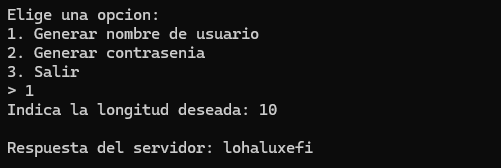 Elige una opcion:
1. Generar nombre de usuario
2. Generar contrasenia
3. Salir
> 1
Indica la longitud deseada: 10
Respuesta del servidor: lohaluxefi